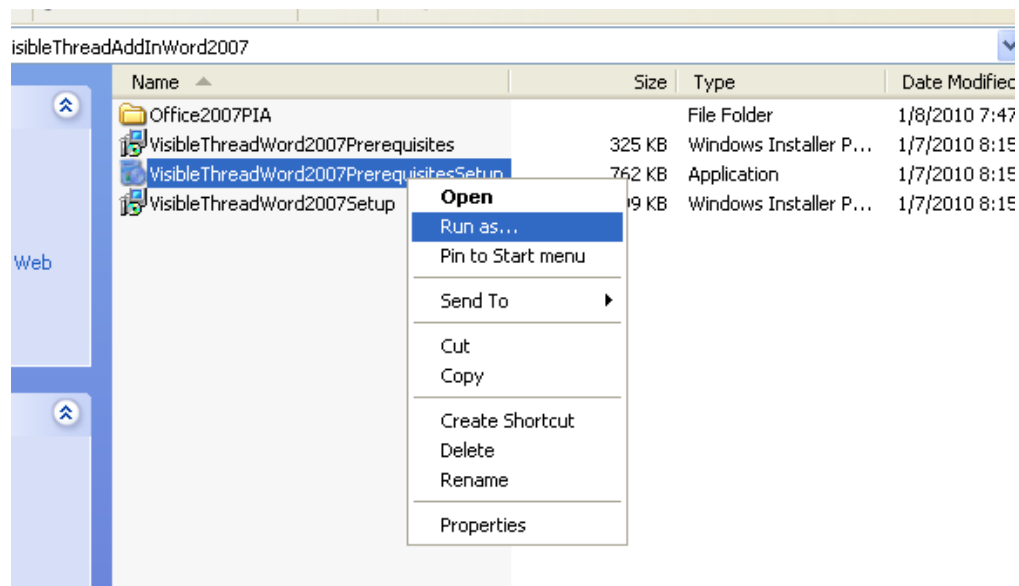 isibleThreadAddInWord2007
Name Size Type Date Modified
Office2007PIA File Folder 1/8/2010 7:47
VisibleThreadWord2007Prerequisites 325 KB Windows Installer P... 1/7/2010 8:15
VisibleThreadWord2007PrerequisitesSetup 762 KB Application 1/7/2010 8:15
VisibleThreadWord2007Setup 9 KB Windows Installer P... 1/7/2010 8:15
Open
Run as...
Pin to Start menu
Web
Send To
Cut
Copy
Create Shortcut
Delete
Rename
Properties